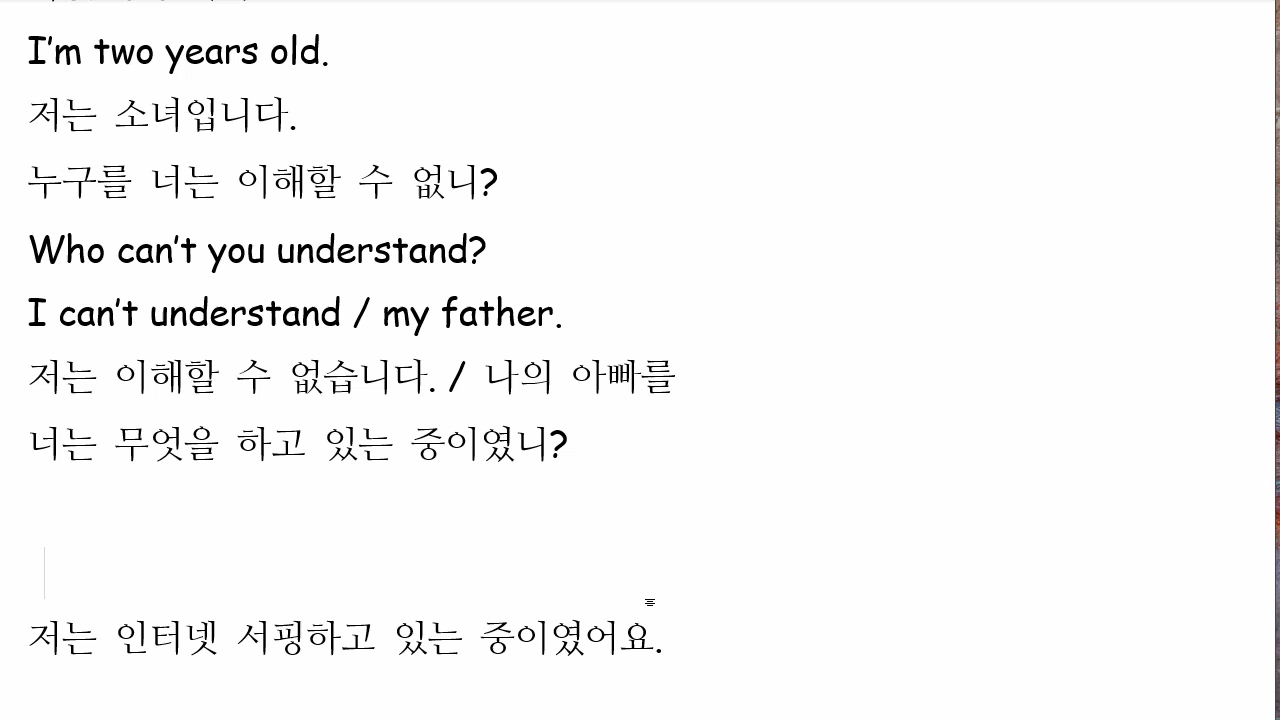 I'm two years old.
저는 소녀입니다.
누구를 너는 이해할 수 없니?
Who can't you understand?
I can't understand / my father.
저는 이해할 수 없습니다. / 나의 아빠를
너는 무엇을 하고 있는 중이였니?
저는 인터넷 서핑하고 있는 중이였어요.